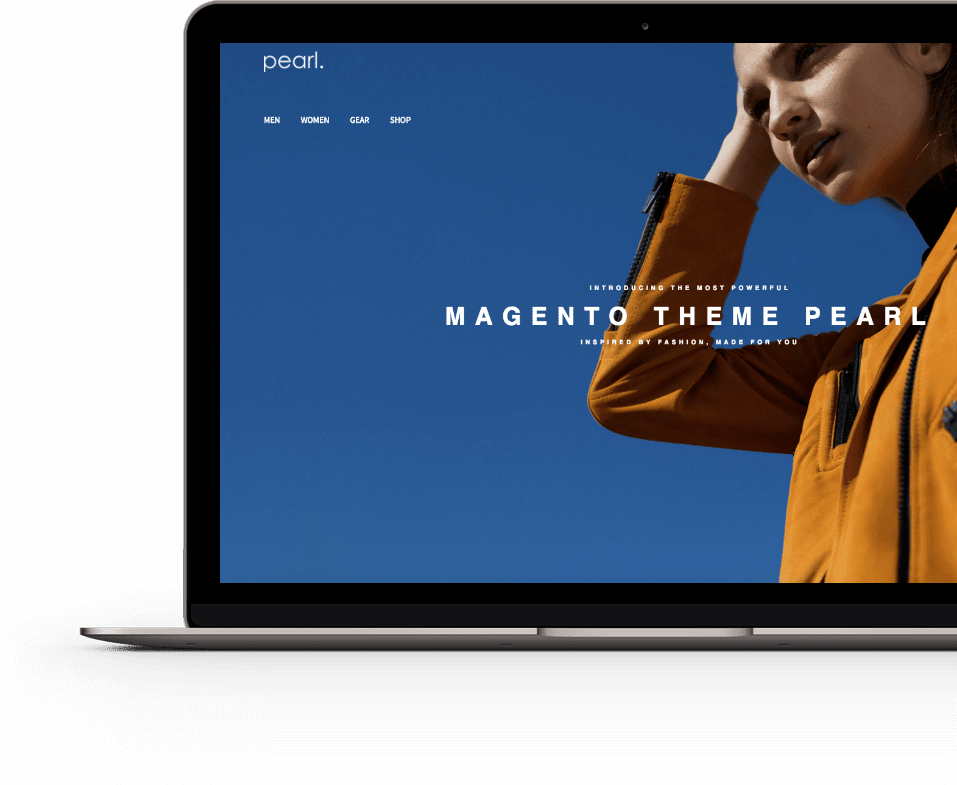 pearl.
MEN WOMEN GEAR SHOP
INTRODUCING THE MOST POWERFUL
MAGENTO THEME PEARL
INSPIRED BY FASHION, MADE FOR YOU